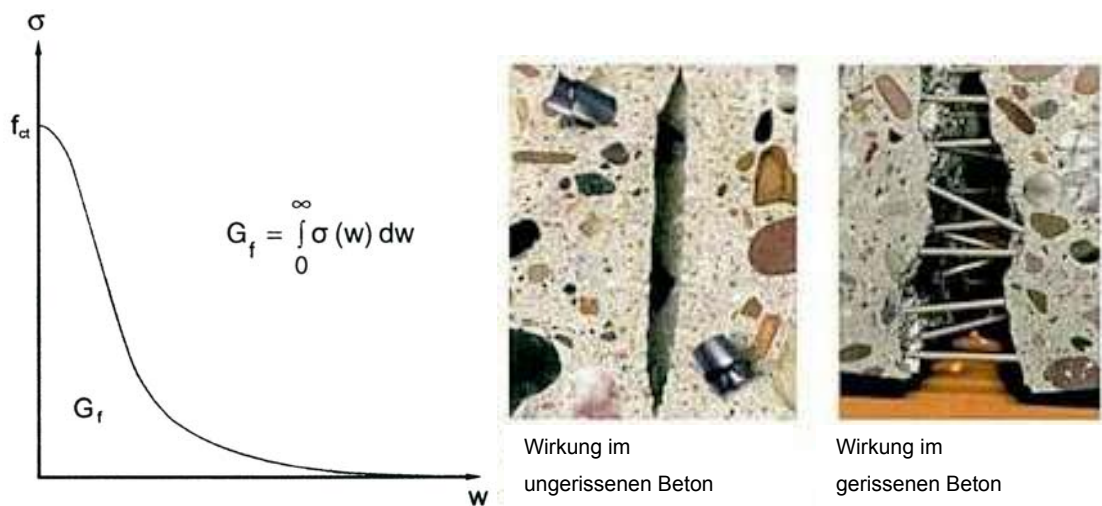 σ
f_ct
G_f = ∫_0^∞ σ (w) dw
G_f
w
Wirkung im
ungerissenen Beton
Wirkung im
gerissenen Beton